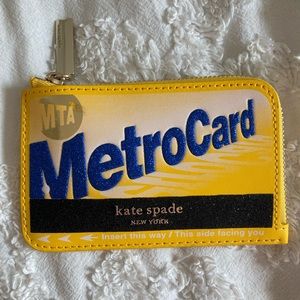 MTA
MetroCard
kate spade
NEW YORK
Insert this way / This side facing you